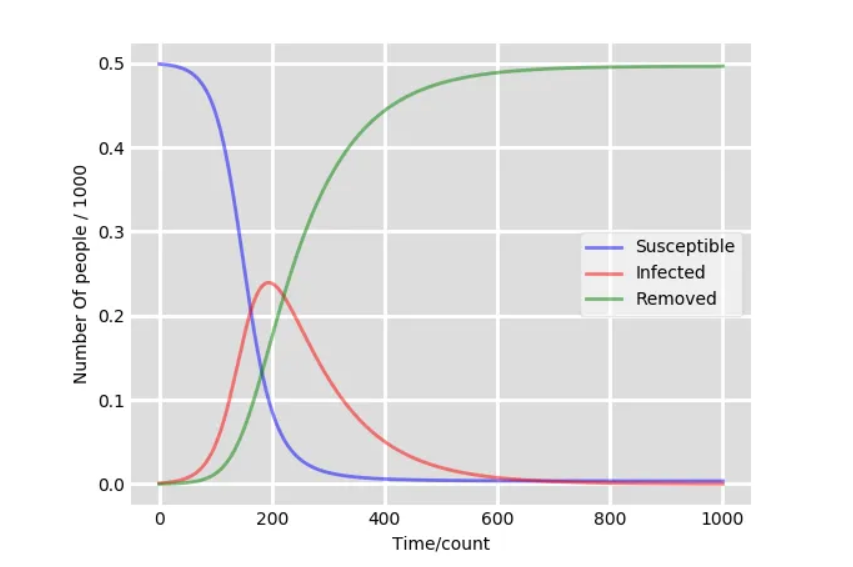 0.5
0.4
0.3
0.2
0.1
0.0
Number Of people / 1000
Susceptible
Infected
Removed
0 200 400 600 800 1000
Time/count